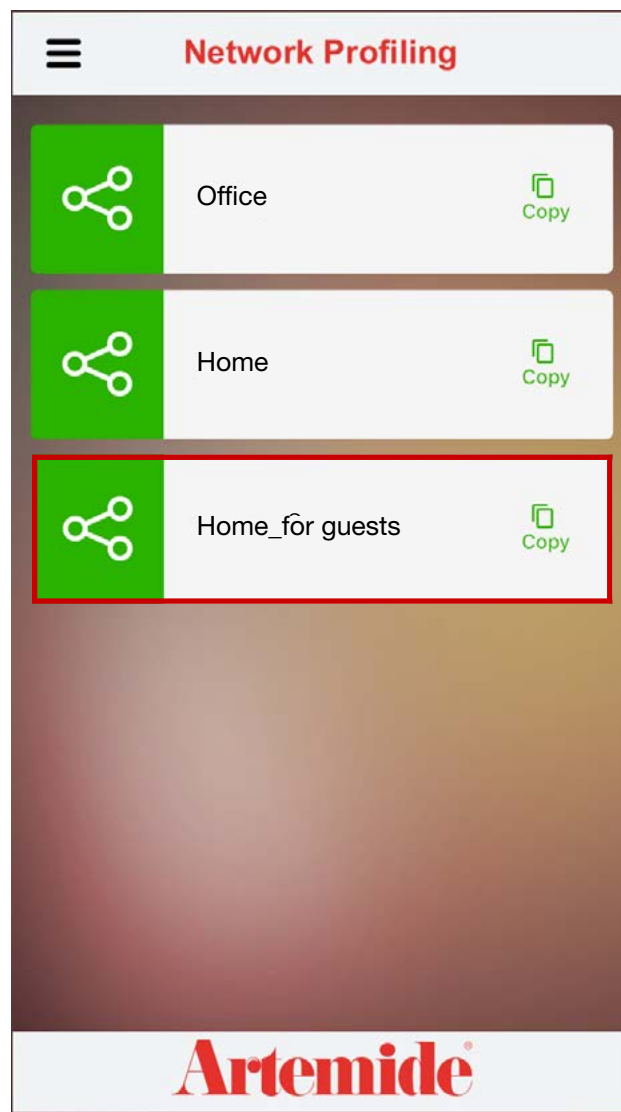 Network Profiling
Office
Copy
Home
Copy
Home_for guests
Copy
Artemide®